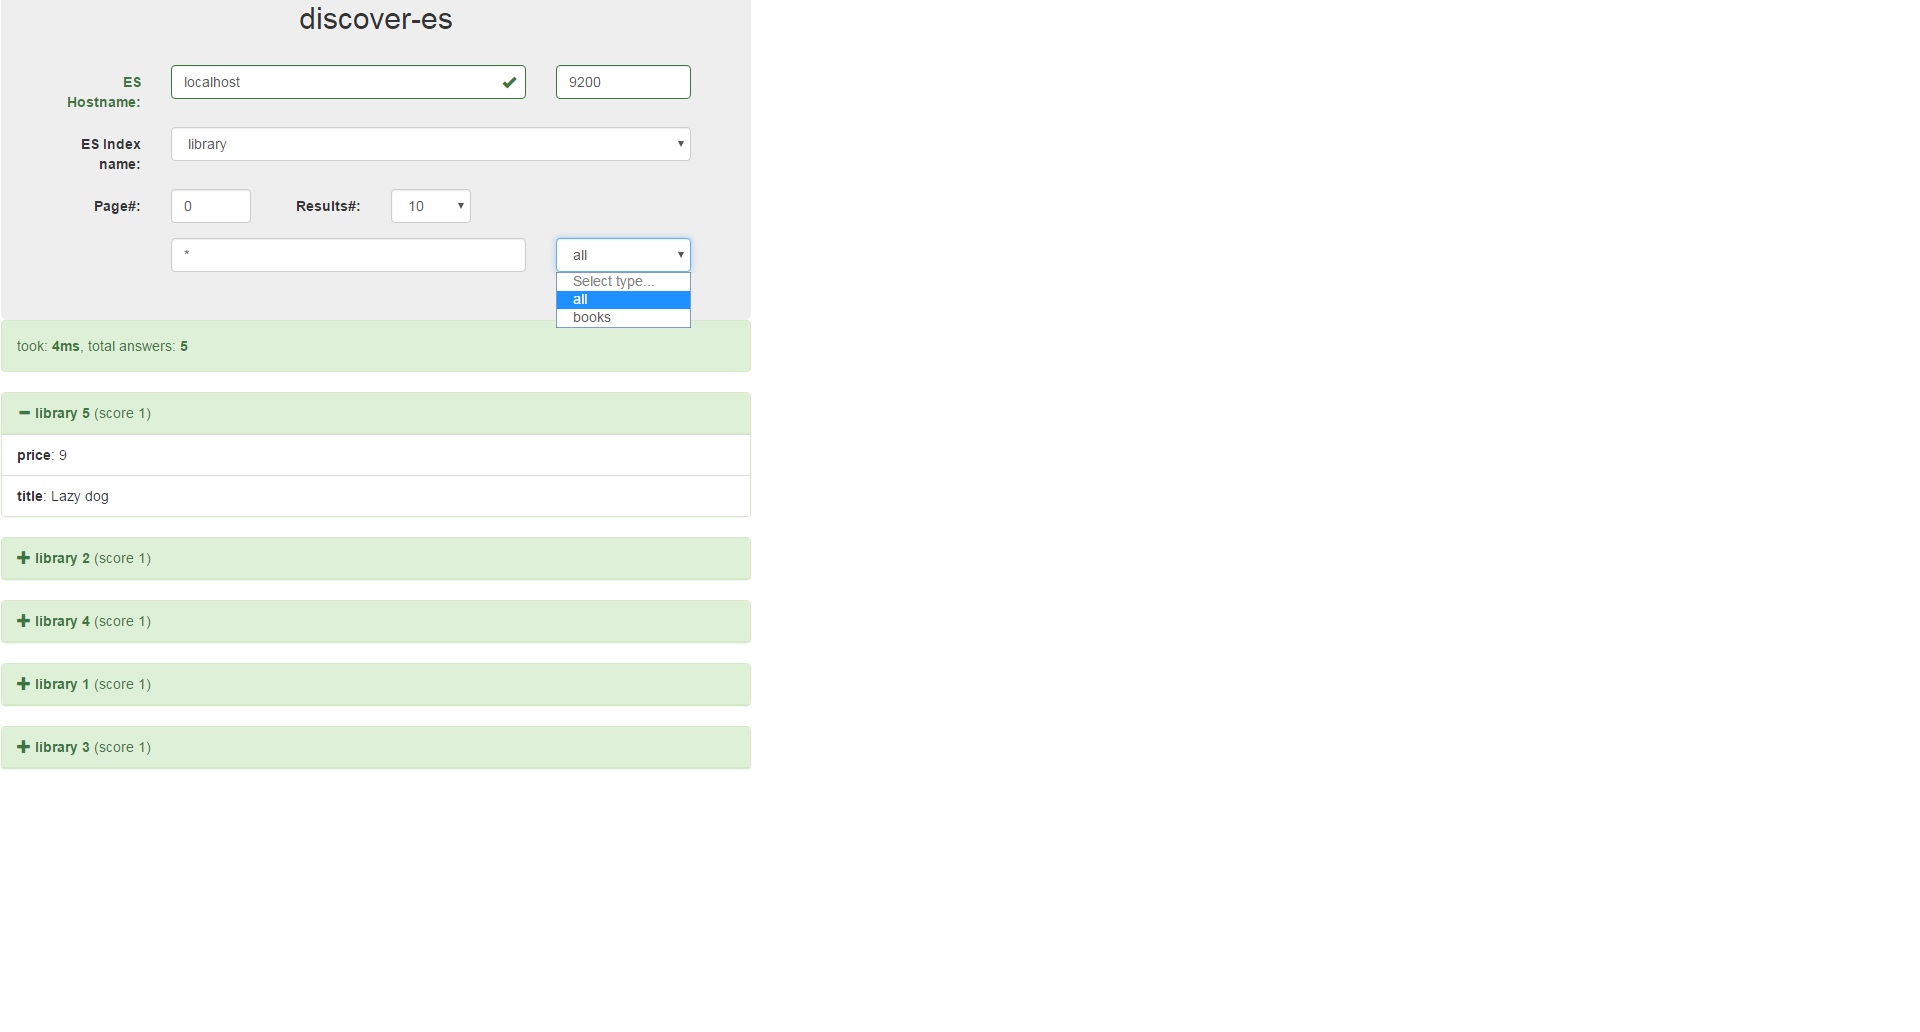 discover-es
ES
Hostname:
localhost
9200
ES Index
name:
library
Page#:
0
Results#:
10
*
all
Select type...
all
books
took: 4ms, total answers: 5
library 5 (score 1)
price: 9
title: Lazy dog
library 2 (score 1)
library 4 (score 1)
library 1 (score 1)
library 3 (score 1)